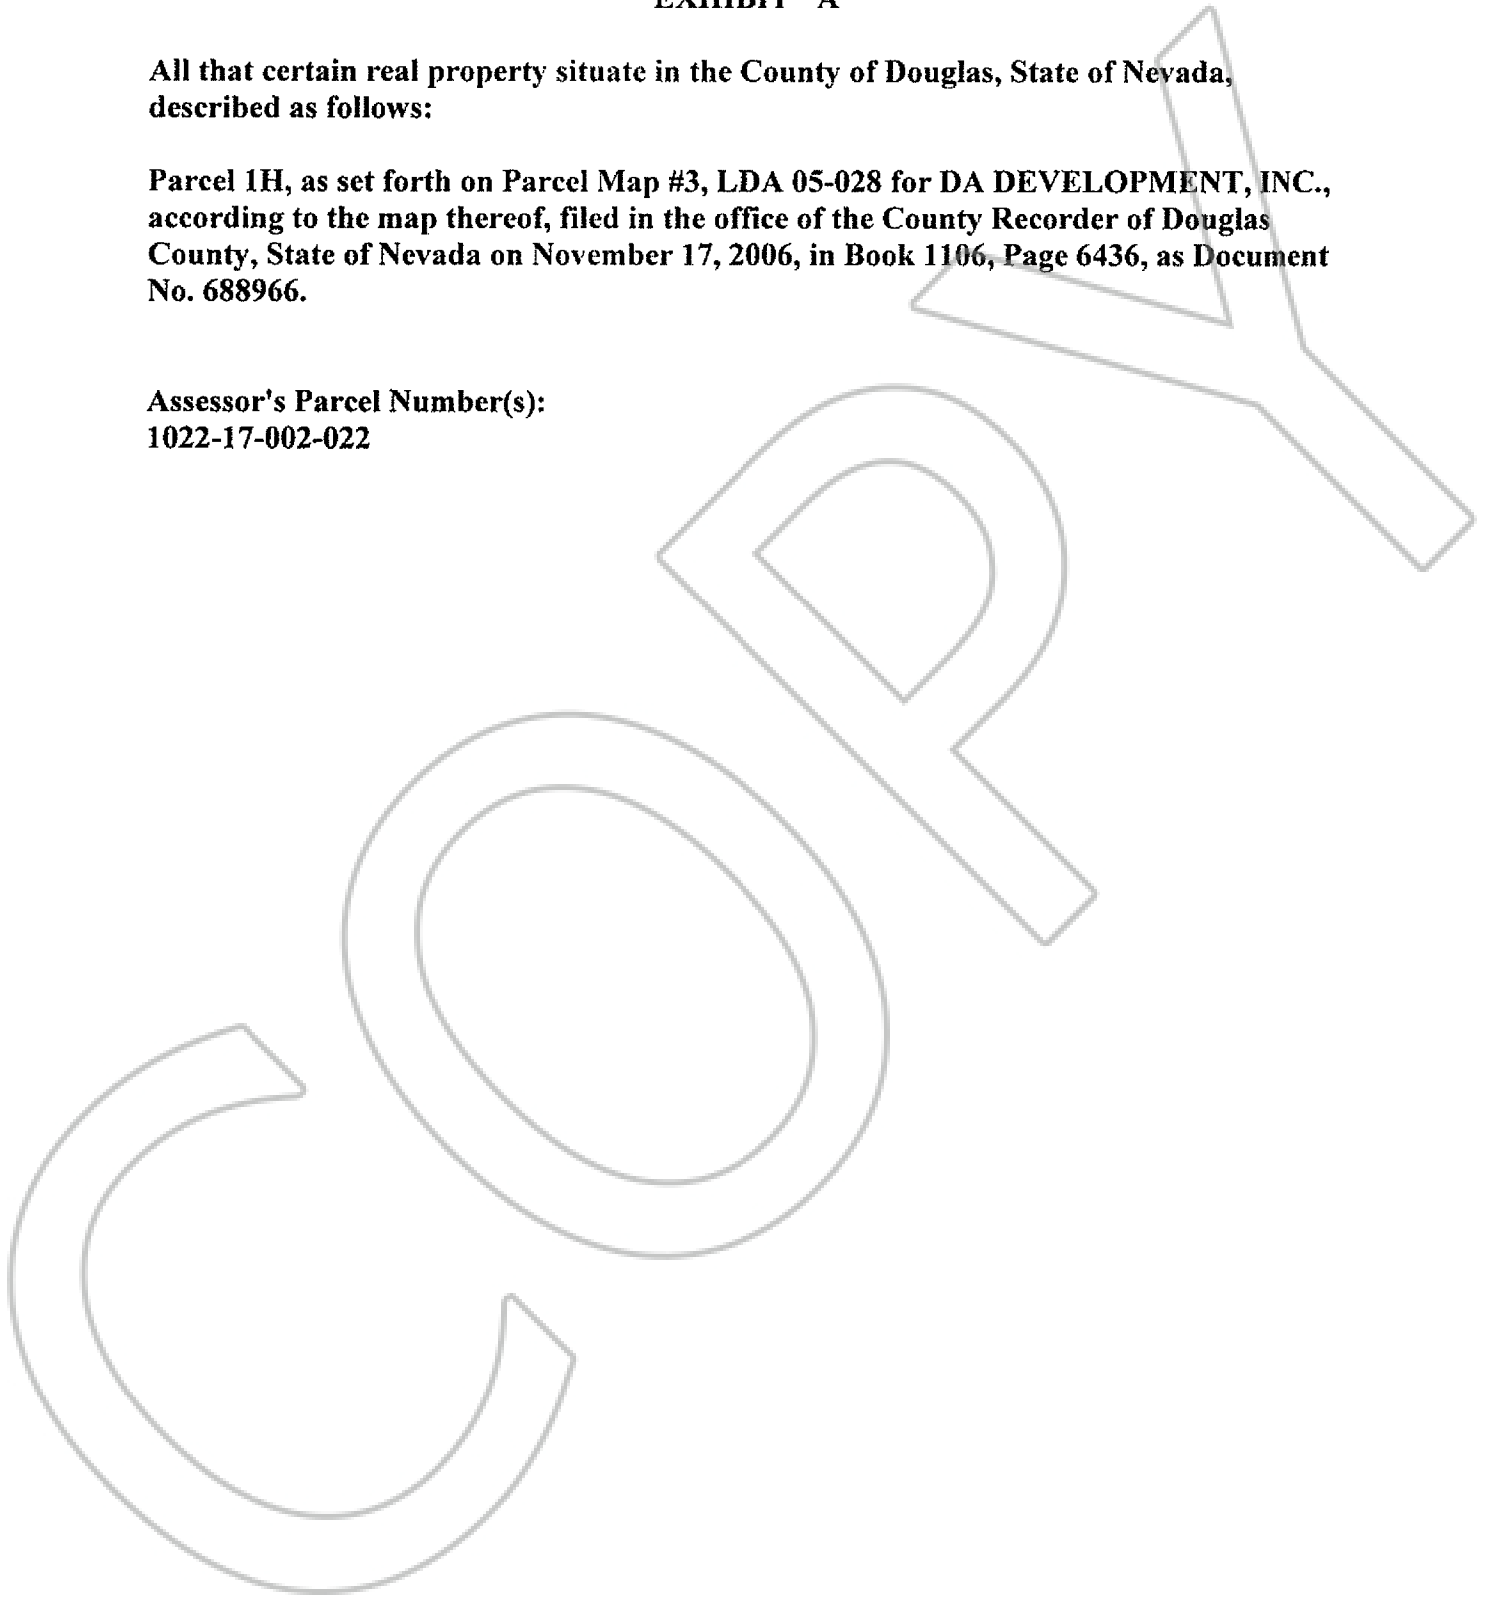 EXHIBIT "A"
All that certain real property situate in the County of Douglas, State of Nevada,
described as follows:
Parcel 1H, as set forth on Parcel Map #3, LDA 05-028 for DA DEVELOPMENT, INC.,
according to the map thereof, filed in the office of the County Recorder of Douglas
County, State of Nevada on November 17, 2006, in Book 1106, Page 6436, as Document
No. 688966.
Assessor's Parcel Number(s):
1022-17-002-022
COPY